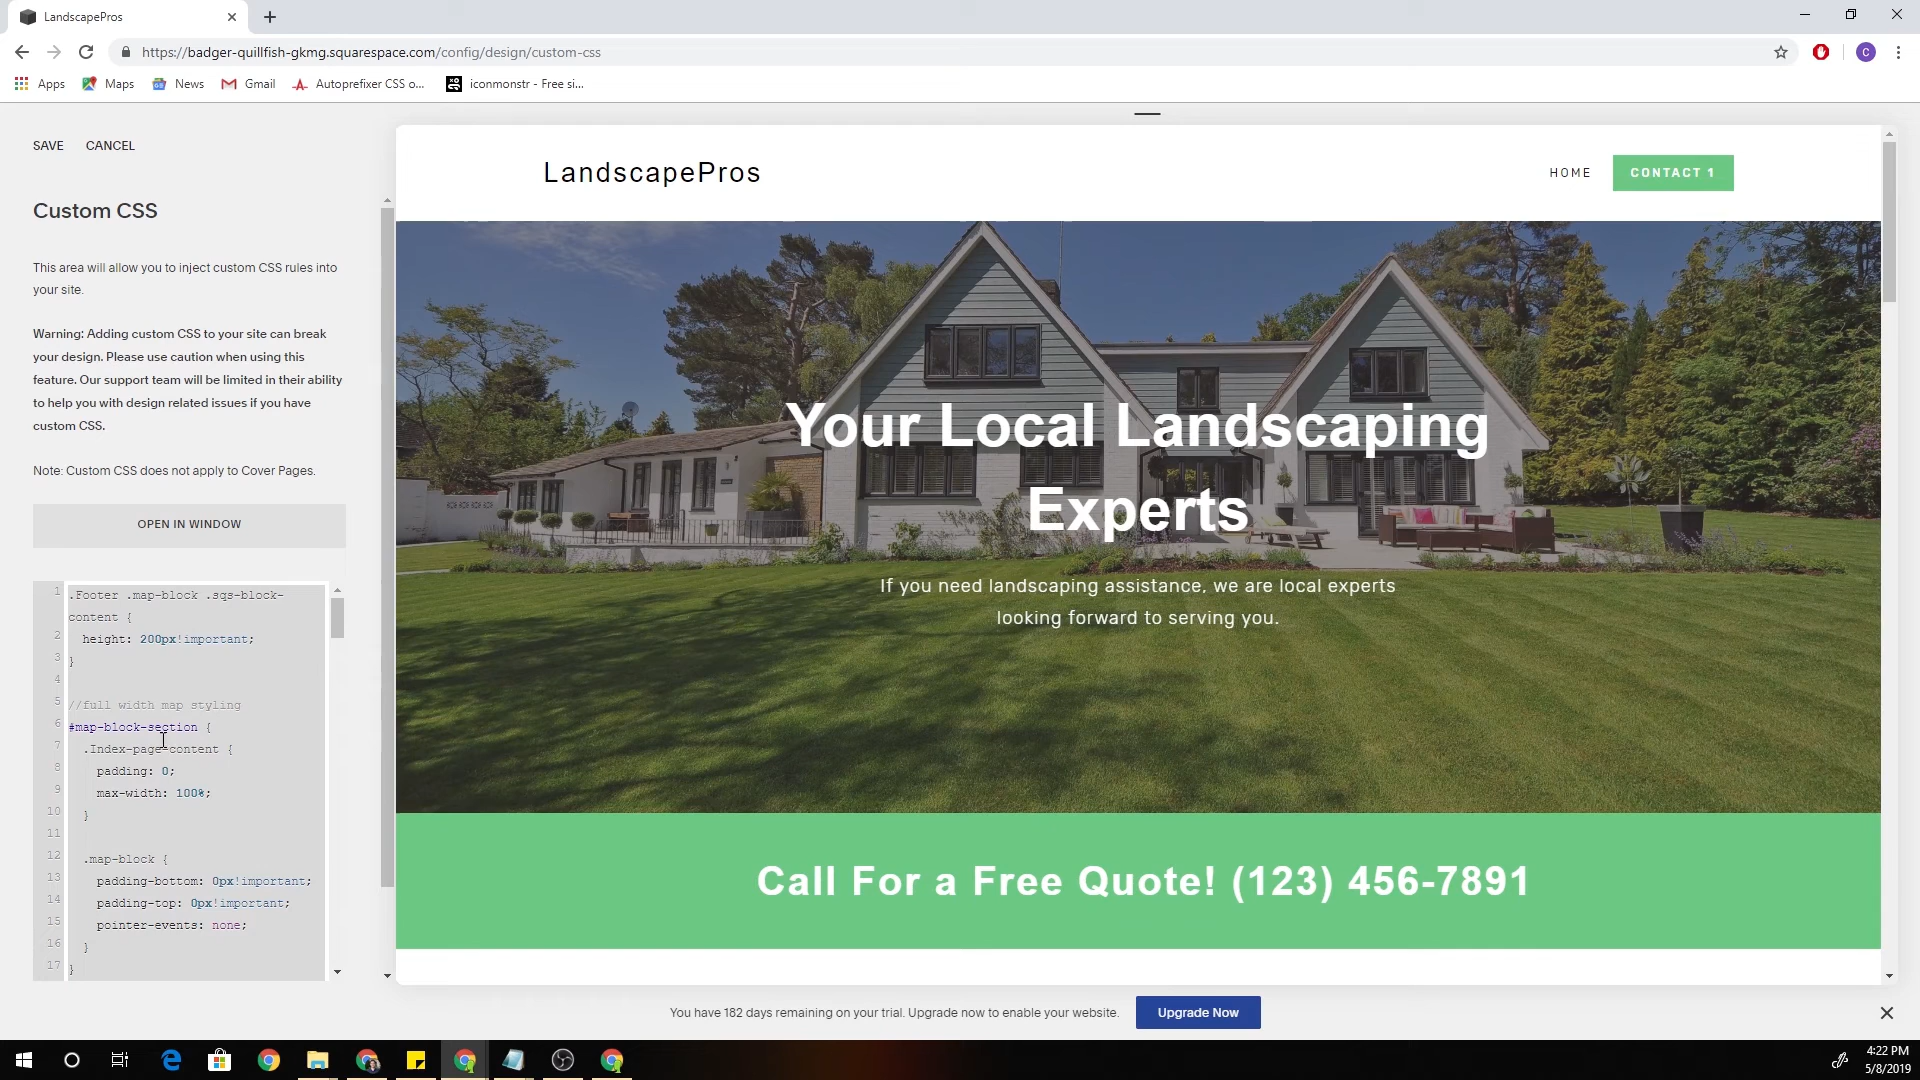 LandscapePros
https://badger-quillfish-gkmg.squarespace.com/config/design/custom-css
C
Apps
Maps
News
Gmail
Autoprefixer CSS o...
iconmonstr - Free si...
SAVE
CANCEL
Custom CSS
This area will allow you to inject custom CSS rules into
your site.
Warning: Adding custom CSS to your site can break
your design. Please use caution when using this
feature. Our support team will be limited in their ability
to help you with design related issues if you have
custom CSS.
Note: Custom CSS does not apply to Cover Pages.
OPEN IN WINDOW
1 .Footer .map-block .sqs-block-
content {
2 height: 200px!important;
3 }
4
5 //full width map styling
6 #map-block-section {
7 .Index-page-content {
8 padding: 0;
9 max-width: 100%;
10 }
11
12 .map-block {
13 padding-bottom: 0px!important;
14 padding-top: 0px!important;
15 pointer-events: none;
16 }
17 }
LandscapePros
HOME
CONTACT 1
Your Local Landscaping
Experts
If you need landscaping assistance, we are local experts
looking forward to serving you.
Call For a Free Quote! (123) 456-7891
You have 182 days remaining on your trial. Upgrade now to enable your website.
Upgrade Now
4:22 PM
5/8/2019